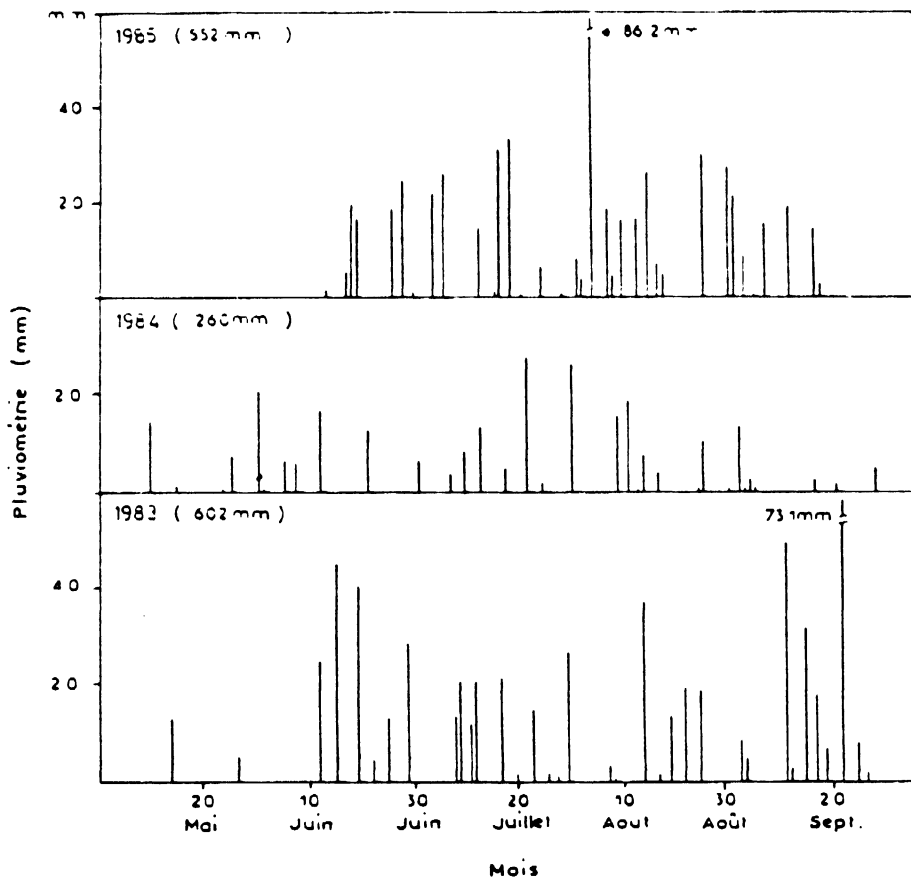 mm
1985 ( 552 mm )
86.2 mm
40
20
1984 ( 260 mm )
20
1983 ( 602 mm )
73.1 mm
40
20
Pluviométrie (mm)
20 10 30 20 10 30 20
Mai Juin Juin Juillet Aout Août Sept.
Mois